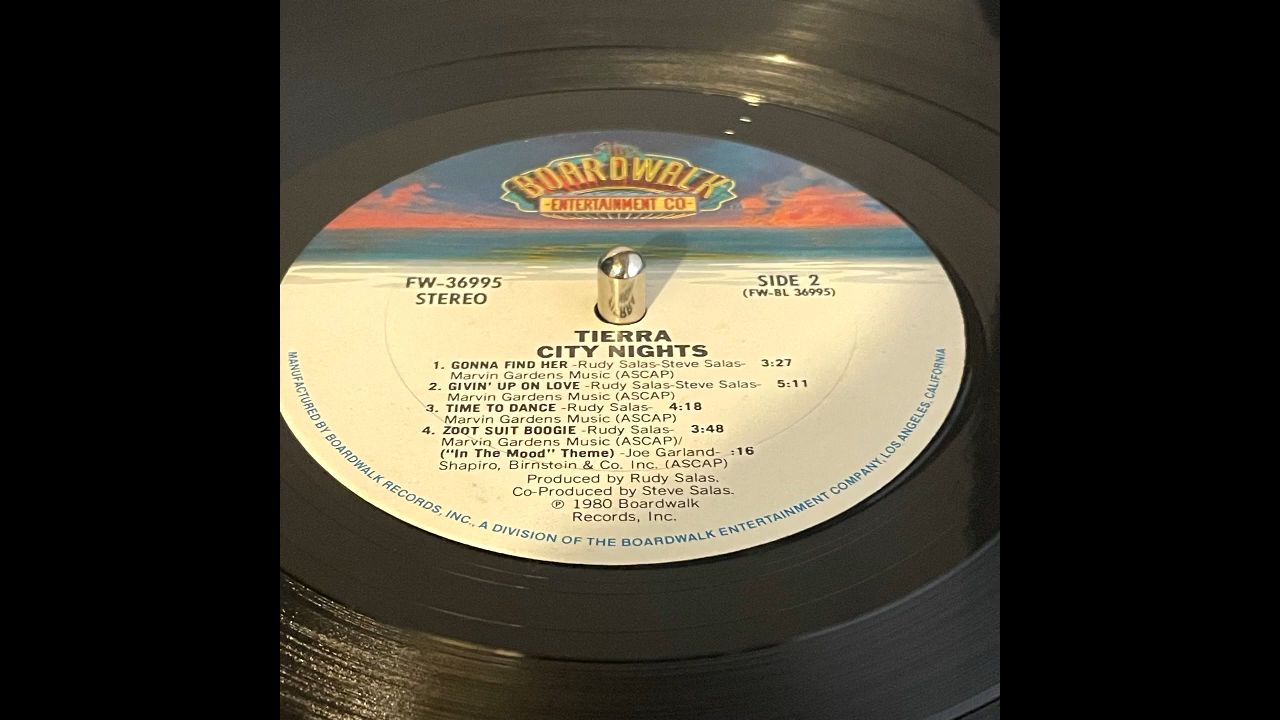 The
BOARDWALK
-ENTERTAINMENT CO-
FW-36995
STEREO
SIDE 2
(FW-BL 36995)
TIERRA
CITY NIGHTS
1. GONNA FIND HER -Rudy Salas-Steve Salas- 3:27
Marvin Gardens Music (ASCAP)
2. GIVIN' UP ON LOVE -Rudy Salas-Steve Salas- 5:11
Marvin Gardens Music (ASCAP)
3. TIME TO DANCE -Rudy Salas- 4:18
Marvin Gardens Music (ASCAP)
4. ZOOT SUIT BOOGIE -Rudy Salas- 3:48
Marvin Gardens Music (ASCAP)/
("In The Mood" Theme) -Joe Garland- :16
Shapiro, Birnstein & Co. Inc. (ASCAP)
Produced by Rudy Salas.
Co-Produced by Steve Salas.
℗ 1980 Boardwalk
Records, Inc.
MANUFACTURED BY BOARDWALK RECORDS, INC., A DIVISION OF THE BOARDWALK ENTERTAINMENT COMPANY, LOS ANGELES, CALIFORNIA